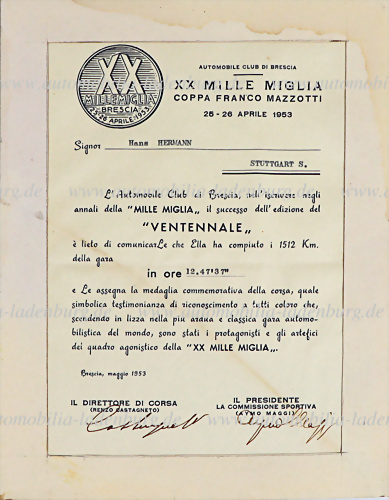 AUTOMOBILE CLUB DI BRESCIA
XX MILLE MIGLIA
COPPA FRANCO MAZZOTTI
25-26 APRILE 1953
XX
MILLE MIGLIA
BRESCIA
25-26 APRILE 1953
Signor Hans HERMANN
STUTTGART S.
L'Automobile Club di Brescia, nell'iscrivere negli
annali della "MILLE MIGLIA„ il successo dell'edizione del
"VENTENNALE„
è lieto di comunicarLe che Ella ha compiuto i 1512 Km.
della gara
in ore 12.47'37"
e Le assegna la medaglia commemorativa della corsa, quale
simbolica testimonianza di riconoscimento a tutti coloro che,
scendendo in lizza nella più ardua e classica gara automo-
bilistica del mondo, sono stati i protagonisti e gli artefici
del quadro agonistico della "XX MILLE MIGLIA„.
Brescia, maggio 1953
IL DIRETTORE DI CORSA
(RENZO CASTAGNETO)
IL PRESIDENTE
LA COMMISSIONE SPORTIVA
(AYMO MAGGI)
www.automobilia-ladenburg.de